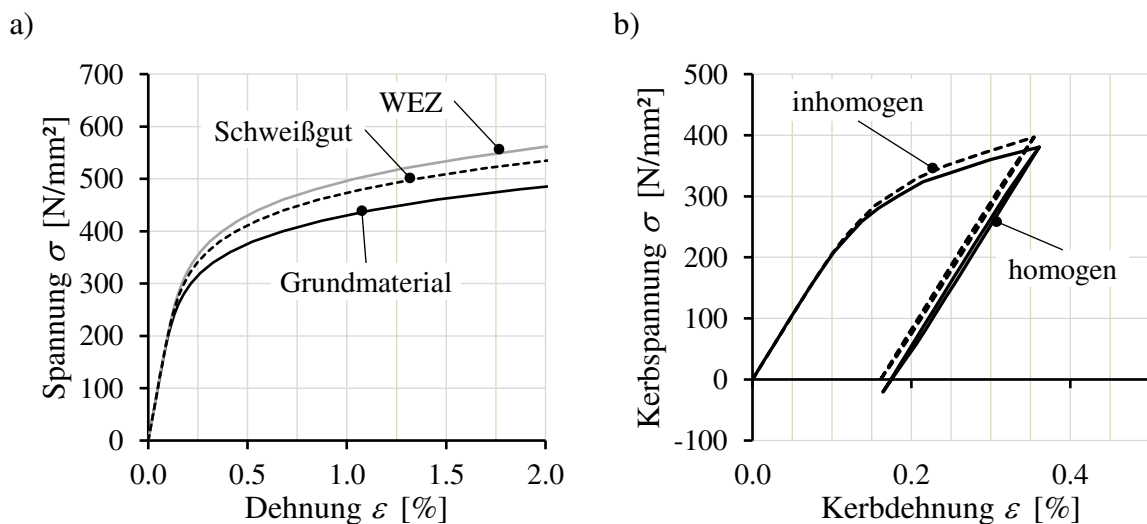 a)
700
600
500
400
300
200
100
0
Spannung σ [N/mm²]
WEZ
Schweißgut
Grundmaterial
0.0 0.5 1.0 1.5 2.0
Dehnung ε [%]
b)
500
400
300
200
100
0
-100
Kerbspannung σ [N/mm²]
inhomogen
homogen
0.0 0.2 0.4
Kerbdehnung ε [%]